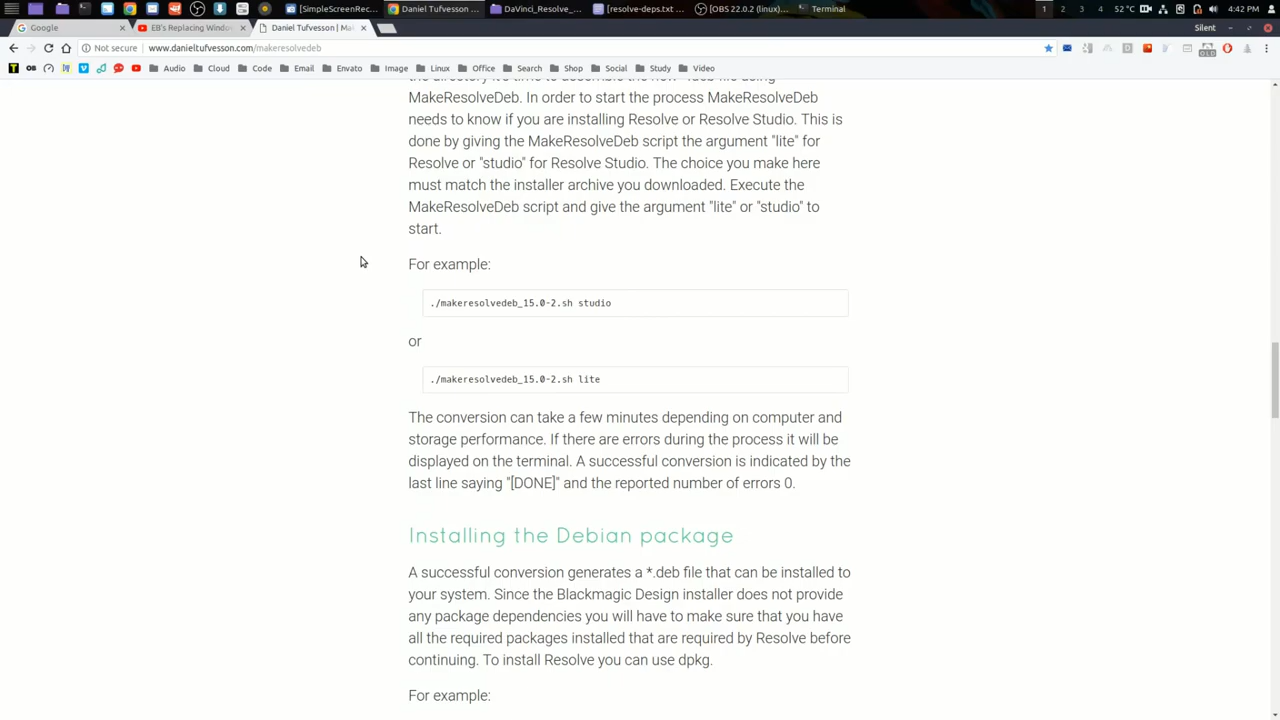 [SimpleScreenRec...
Daniel Tufvesson ...
DaVinci_Resolve_...
[resolve-deps.txt ...
[OBS 22.0.2 (linux)...
Terminal
1 2 3 4 52°C 4:42 PM
Google
EB's Replacing Windo
Daniel Tufvesson | Ma
Silent
Not secure | www.danieltufvesson.com/makeresolvedeb
Audio Cloud Code Email Envato Image Linux Office Search Shop Social Study Video
MakeResolveDeb. In order to start the process MakeResolveDeb
needs to know if you are installing Resolve or Resolve Studio. This is
done by giving the MakeResolveDeb script the argument "lite" for
Resolve or "studio" for Resolve Studio. The choice you make here
must match the installer archive you downloaded. Execute the
MakeResolveDeb script and give the argument "lite" or "studio" to
start.
For example:
./makeresolvedeb_15.0-2.sh studio
or
./makeresolvedeb_15.0-2.sh lite
The conversion can take a few minutes depending on computer and
storage performance. If there are errors during the process it will be
displayed on the terminal. A successful conversion is indicated by the
last line saying "[DONE]" and the reported number of errors 0.
Installing the Debian package
A successful conversion generates a *.deb file that can be installed to
your system. Since the Blackmagic Design installer does not provide
any package dependencies you will have to make sure that you have
all the required packages installed that are required by Resolve before
continuing. To install Resolve you can use dpkg.
For example: